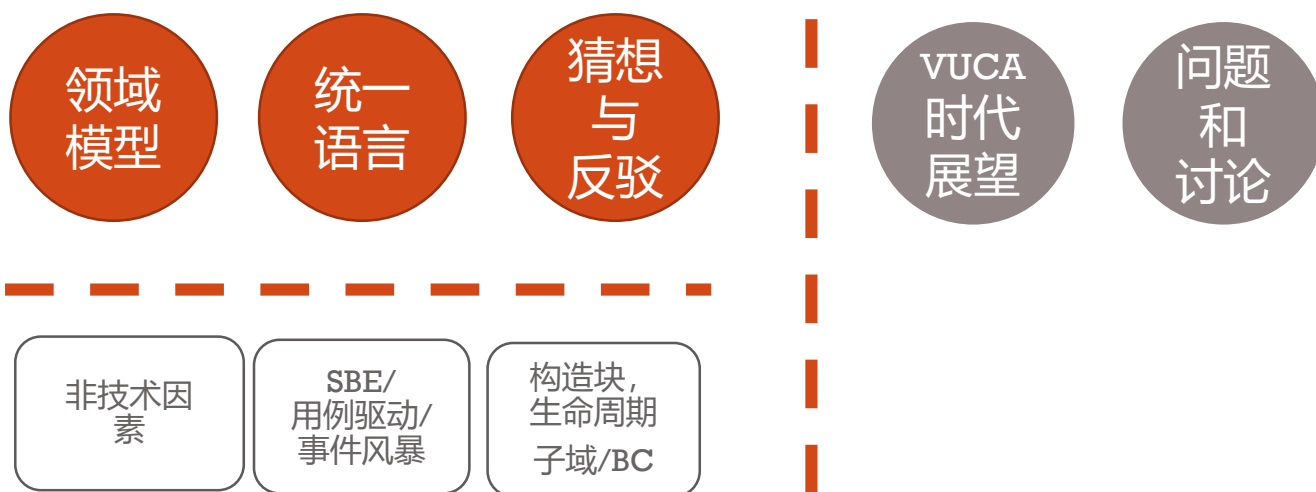 领域
模型
统一
语言
猜想
与
反驳
VUCA
时代
展望
问题
和
讨论
非技术因
素
SBE/
用例驱动/
事件风暴
构造块，
生命周期
子域/BC